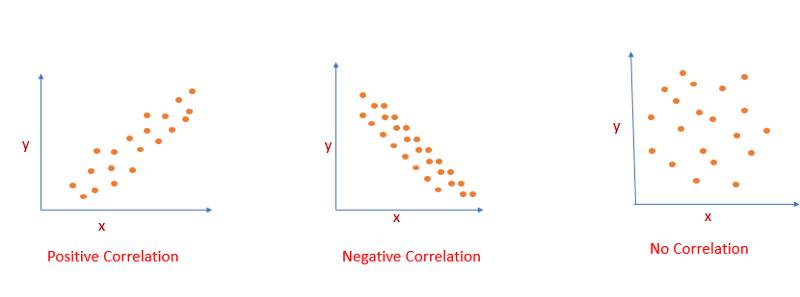 y
x
Positive Correlation
y
x
Negative Correlation
y
x
No Correlation